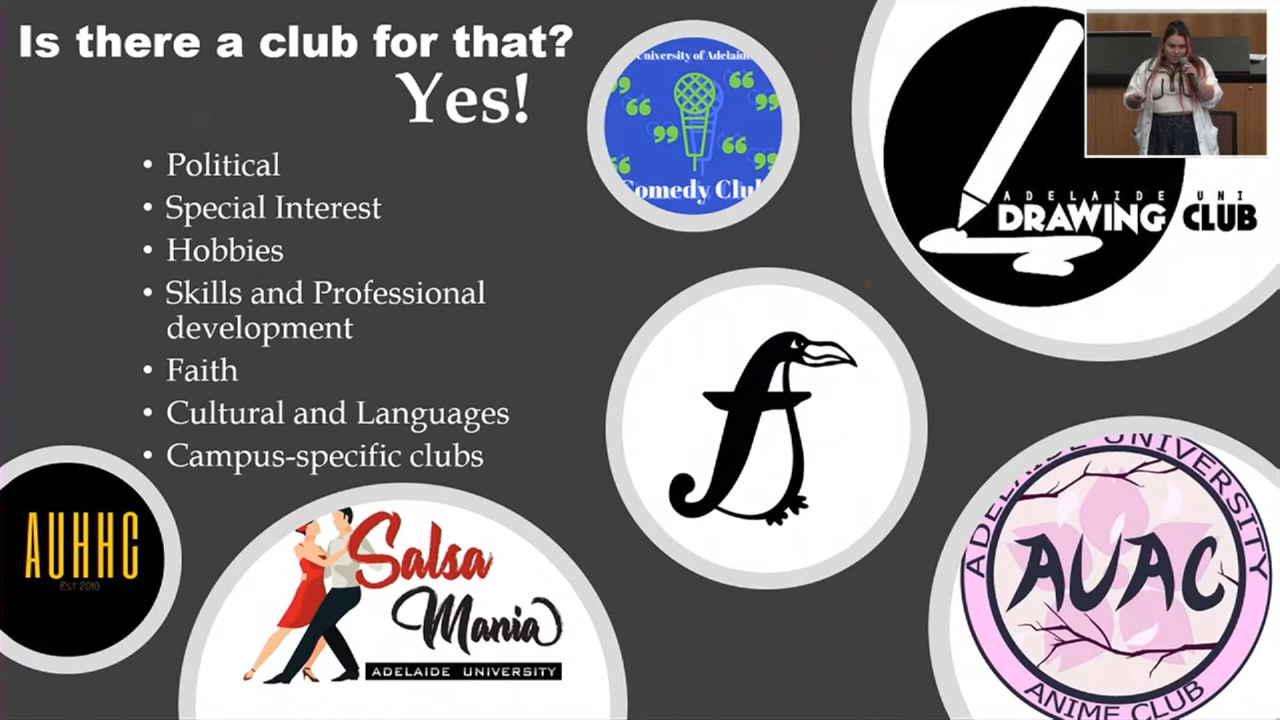 Is there a club for that?
Yes!
• Political
• Special Interest
• Hobbies
• Skills and Professional
development
• Faith
• Cultural and Languages
• Campus-specific clubs
University of Adelaide
Comedy Club
ADELAIDE UNI
DRAWING CLUB
f
AUHHC
EST 2018
Salsa
Mania
ADELAIDE UNIVERSITY
ADELAIDE UNIVERSITY
AUAC
ANIME CLUB